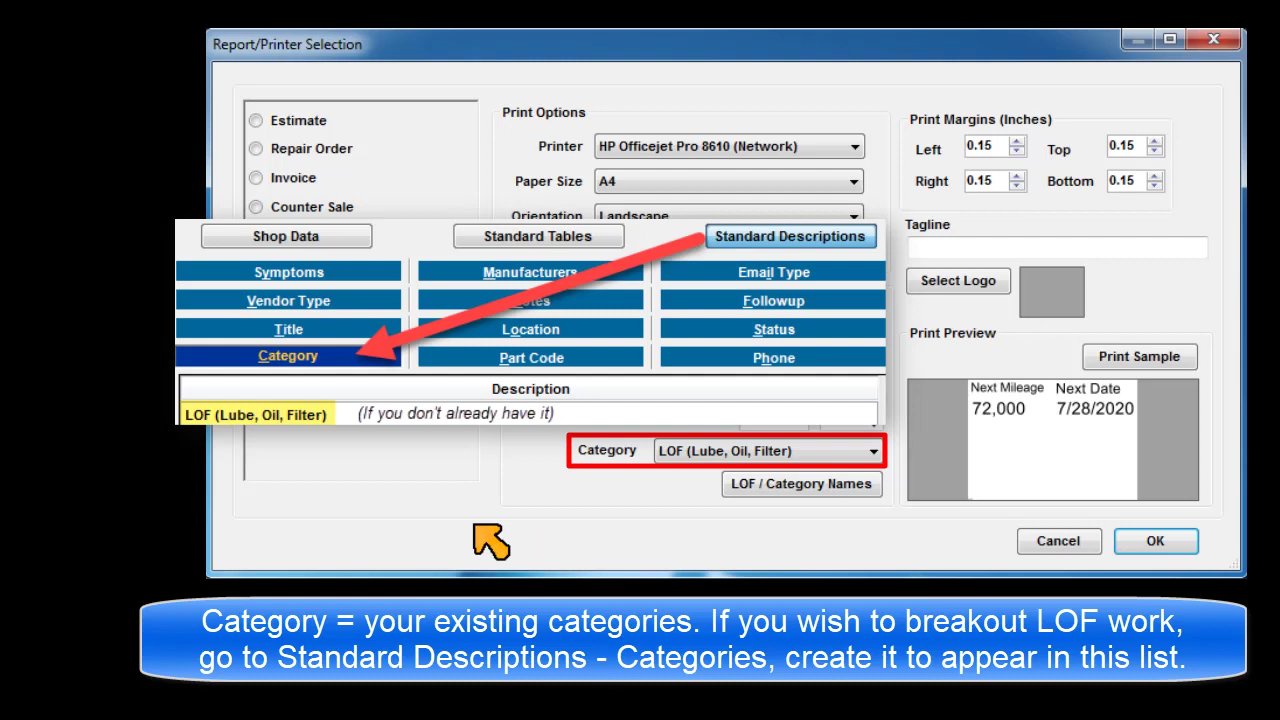 Report/Printer Selection
Estimate
Repair Order
Invoice
Counter Sale
Print Options
Printer HP Officejet Pro 8610 (Network)
Paper Size A4
Orientation Landscape
Print Margins (Inches)
Left 0.15 Top 0.15
Right 0.15 Bottom 0.15
Tagline
Select Logo
Print Preview
Print Sample
Next Mileage Next Date
72,000 7/28/2020
Shop Data Standard Tables Standard Descriptions
Symptoms Manufacturers Email Type
Vendor Type Followup
Title Location Status
Category Part Code Phone
Description
LOF (Lube, Oil, Filter) (If you don't already have it)
Category LOF (Lube, Oil, Filter)
LOF / Category Names
Cancel OK
Category = your existing categories. If you wish to breakout LOF work,
go to Standard Descriptions - Categories, create it to appear in this list.